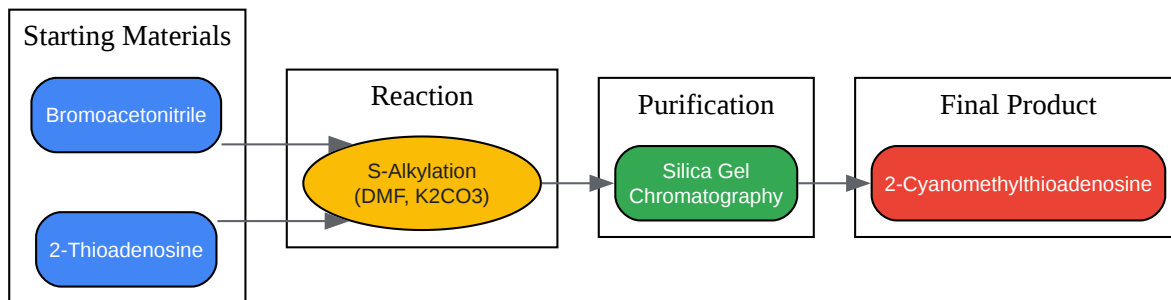 Starting Materials
Bromoacetonitrile
2-Thioadenosine
Reaction
S-Alkylation
(DMF, K2CO3)
Purification
Silica Gel
Chromatography
Final Product
2-Cyanomethylthioadenosine